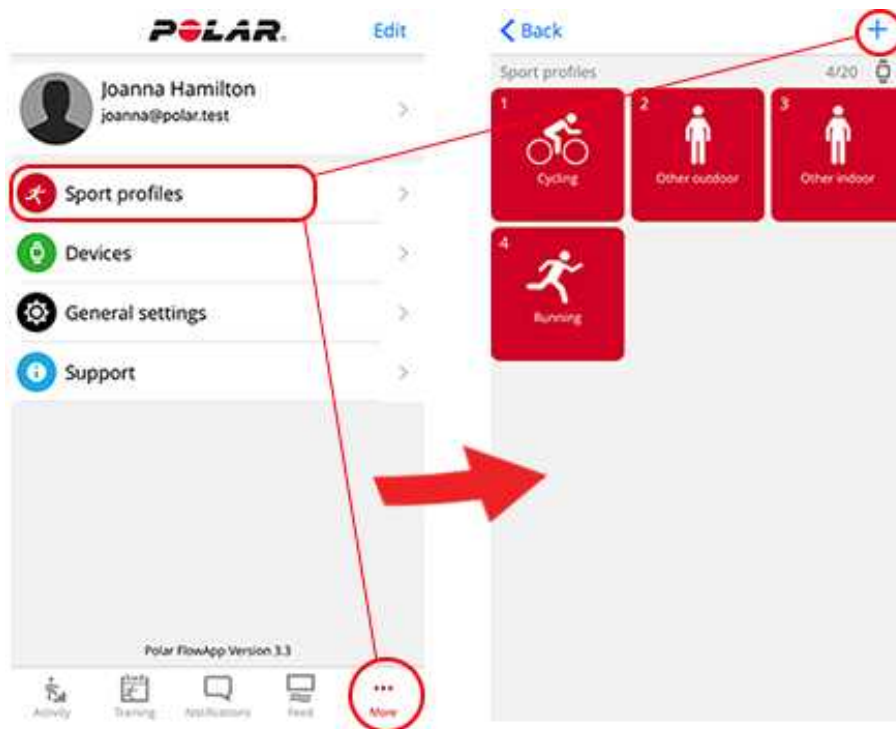 POLAR.
Edit
Joanna Hamilton
joanna@polar.test
Sport profiles
Devices
General settings
Support
Polar FlowApp Version 3.3
Activity
Training
Notifications
Feed
More
Back
+
Sport profiles
4/20
1
Cycling
2
Other outdoor
3
Other indoor
4
Running